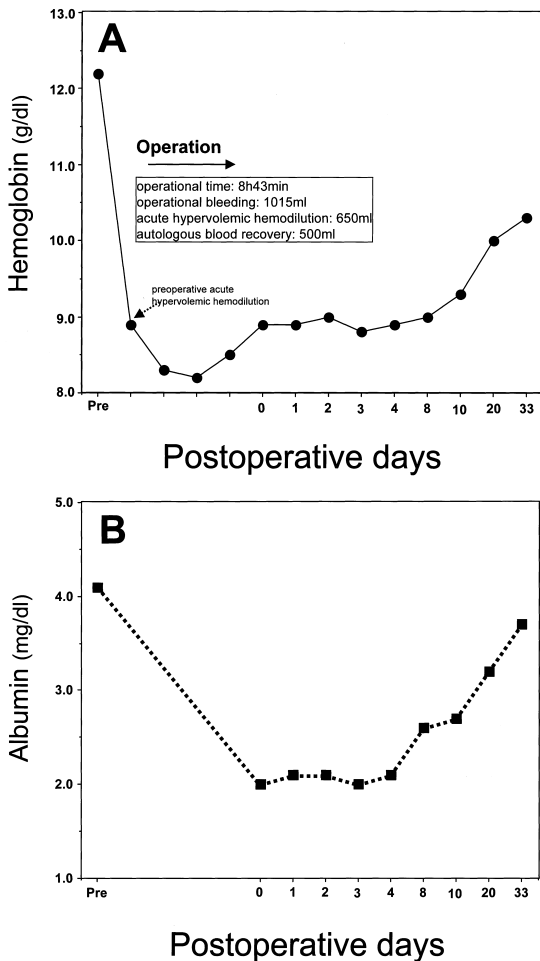 A
Hemoglobin (g/dl)
13.0
12.0
11.0
10.0
9.0
8.0
Operation
operational time: 8h43min
operational bleeding: 1015ml
acute hypervolemic hemodilution: 650ml
autologous blood recovery: 500ml
preoperative acute
hypervolemic hemodilution
Pre 0 1 2 3 4 8 10 20 33
Postoperative days
B
Albumin (mg/dl)
5.0
4.0
3.0
2.0
1.0
Pre 0 1 2 3 4 8 10 20 33
Postoperative days